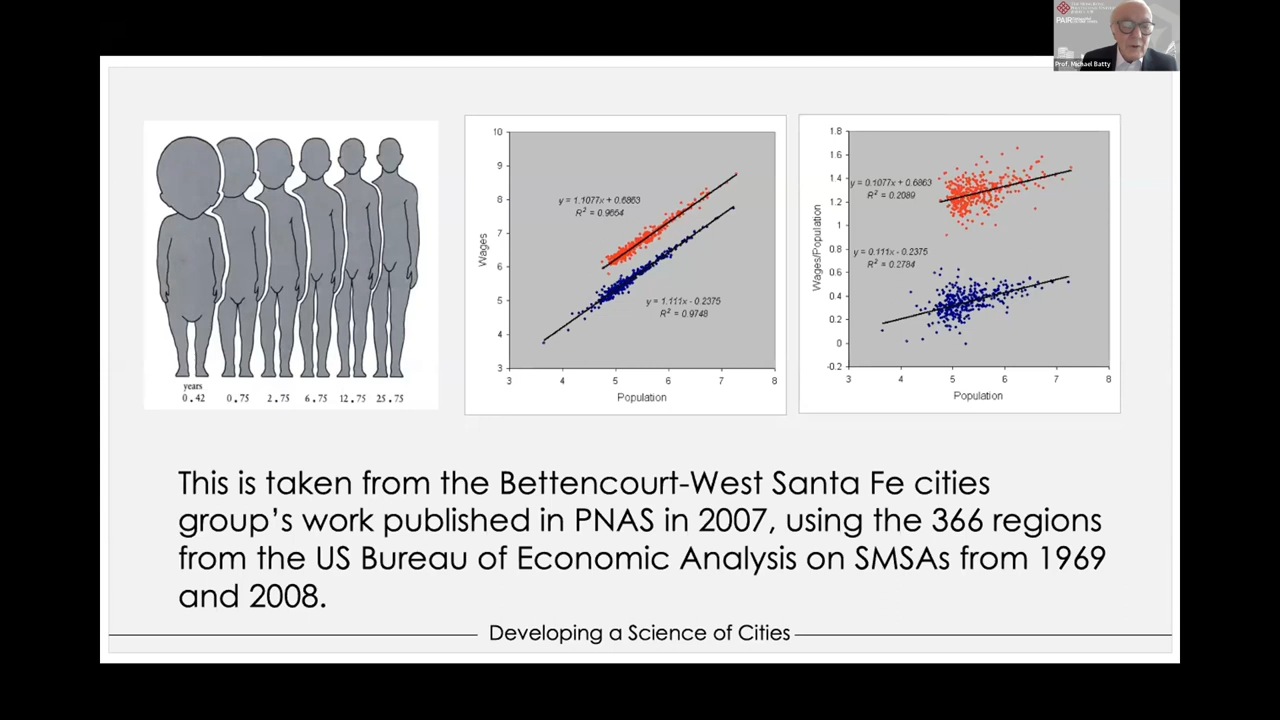 PAIR
Prof. Michael Batty
years
0.42 0.75 2.75 6.75 12.75 25.75
10
9
8
7
6
5
4
3
Wages
y = 1.1077x + 0.6863
R² = 0.9664
y = 1.111x - 0.2375
R² = 0.9748
3 4 5 6 7 8
Population
1.8
1.6
1.4
1.2
1
0.8
0.6
0.4
0.2
0
-0.2
Wages/Population
y = 0.1077x + 0.6863
R² = 0.2089
y = 0.111x - 0.2375
R² = 0.2784
3 4 5 6 7 8
Population
This is taken from the Bettencourt-West Santa Fe cities
group's work published in PNAS in 2007, using the 366 regions
from the US Bureau of Economic Analysis on SMSAs from 1969
and 2008.
Developing a Science of Cities